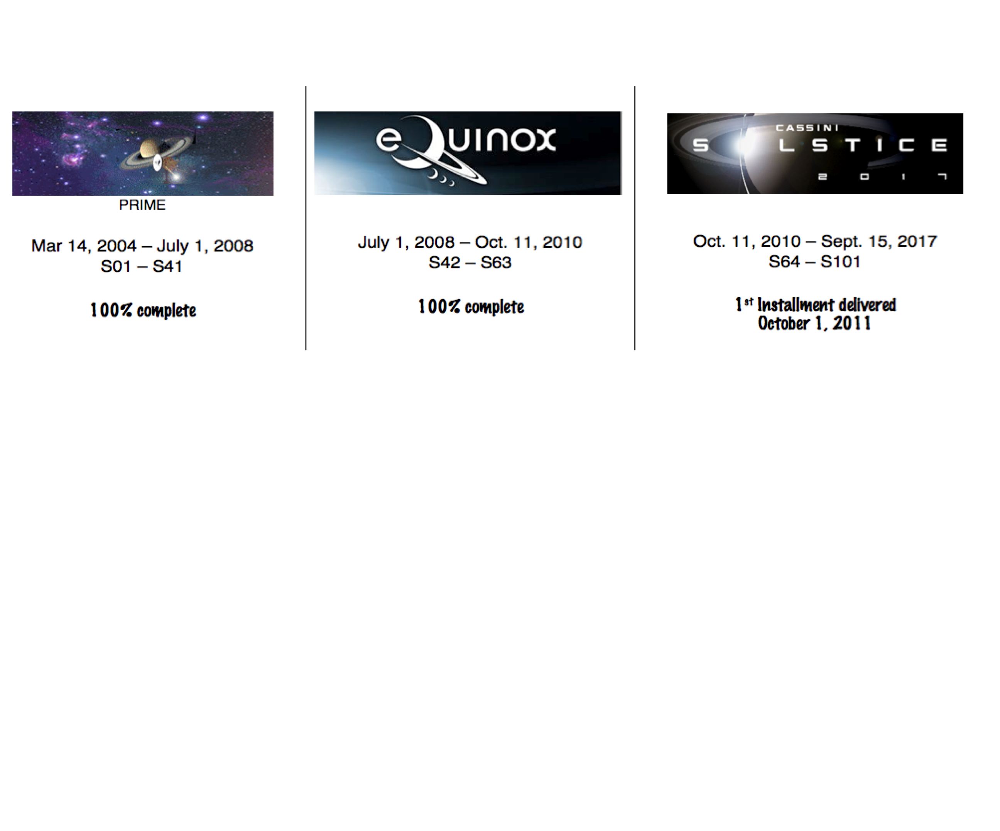 PRIME
Mar 14, 2004 – July 1, 2008
S01 – S41
100% complete
eQUINOX
July 1, 2008 – Oct. 11, 2010
S42 – S63
100% complete
CASSINI
SOLSTICE
2017
Oct. 11, 2010 – Sept. 15, 2017
S64 – S101
1st Installment delivered
October 1, 2011